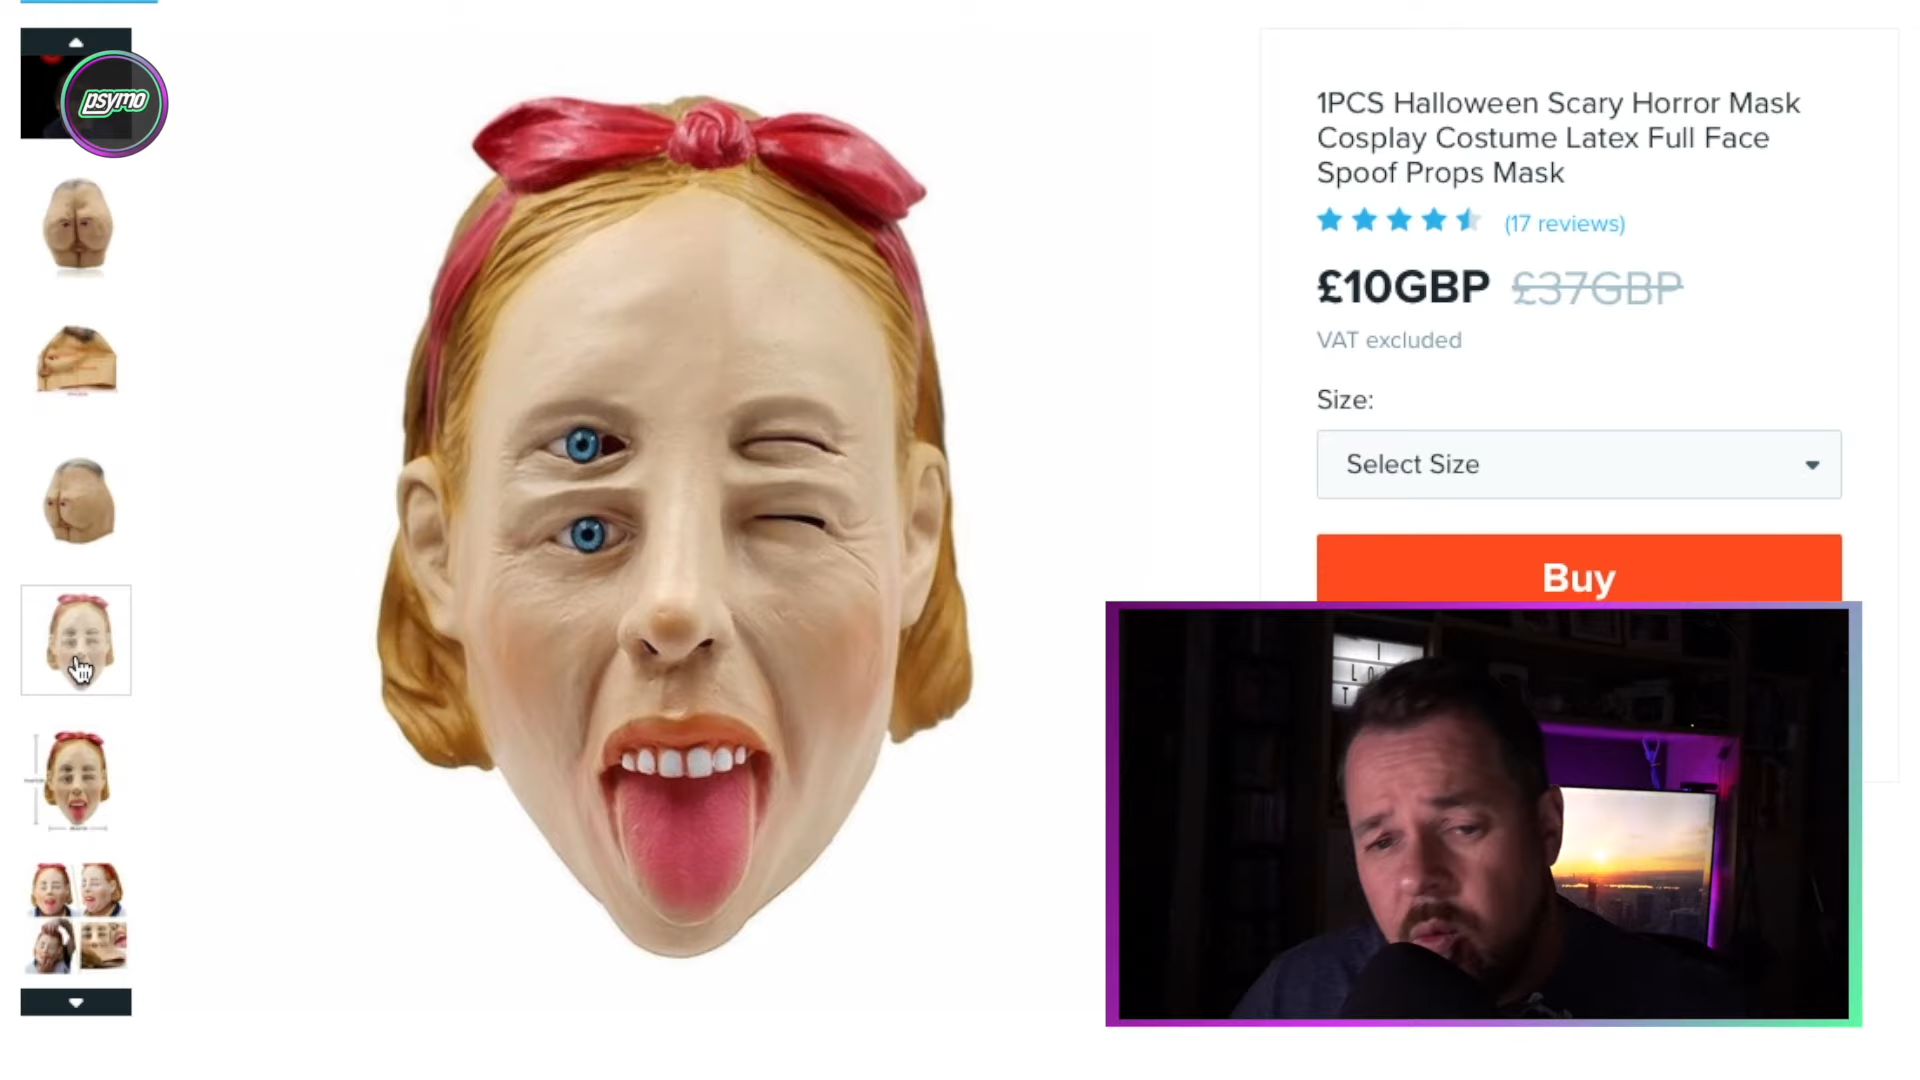 psymo
1PCS Halloween Scary Horror Mask
Cosplay Costume Latex Full Face
Spoof Props Mask
(17 reviews)
£10GBP £37GBP
VAT excluded
Size:
Select Size
Buy
I
LO
T